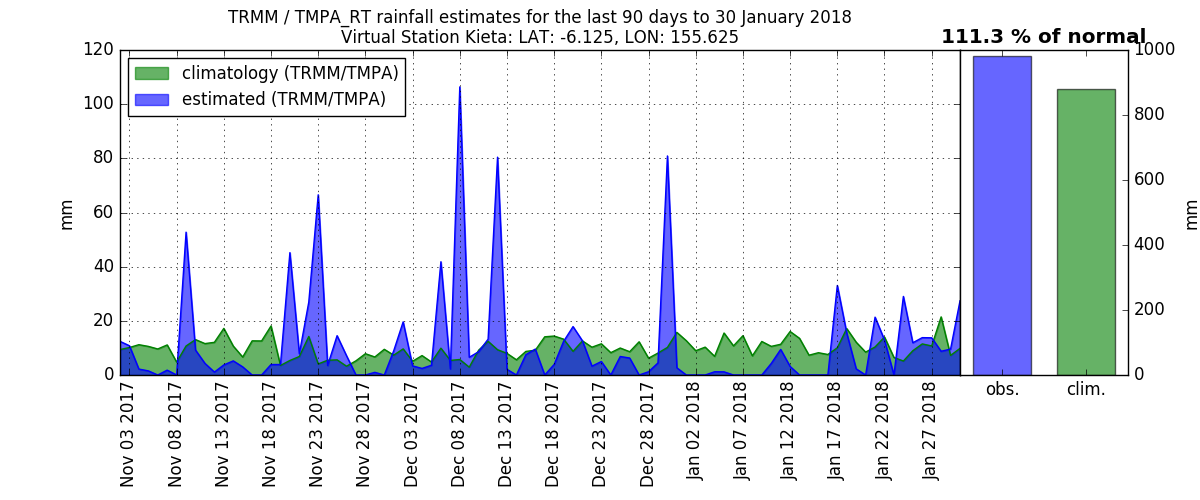 TRMM / TMPA_RT rainfall estimates for the last 90 days to 30 January 2018
Virtual Station Kieta: LAT: -6.125, LON: 155.625
111.3 % of normal
climatology (TRMM/TMPA)
estimated (TRMM/TMPA)
mm
120
100
80
60
40
20
0
1000
800
600
400
200
0
mm
Nov 03 2017
Nov 08 2017
Nov 13 2017
Nov 18 2017
Nov 23 2017
Nov 28 2017
Dec 03 2017
Dec 08 2017
Dec 13 2017
Dec 18 2017
Dec 23 2017
Dec 28 2017
Jan 02 2018
Jan 07 2018
Jan 12 2018
Jan 17 2018
Jan 22 2018
Jan 27 2018
obs.
clim.